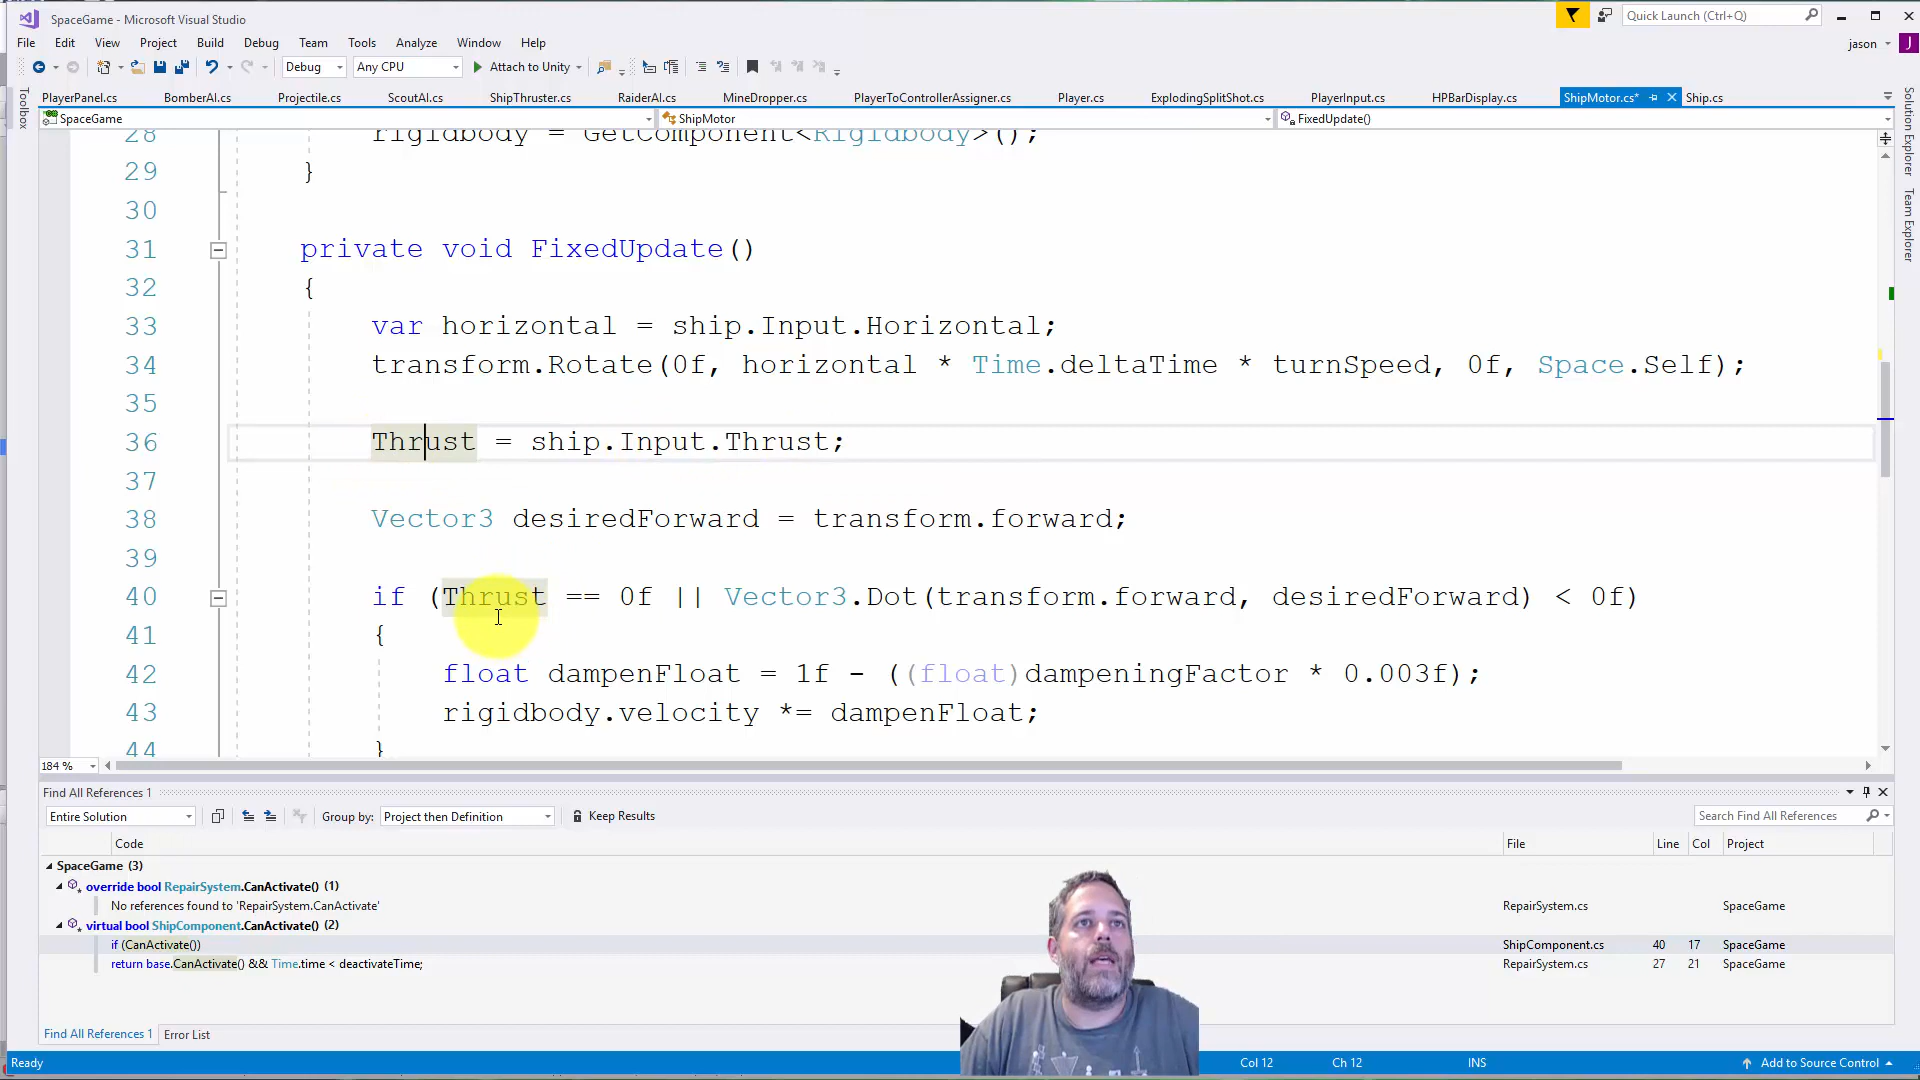 SpaceGame - Microsoft Visual Studio
Quick Launch (Ctrl+Q)
File Edit View Project Build Debug Team Tools Analyze Window Help
jason J
Debug Any CPU Attach to Unity
PlayerPanel.cs BomberAI.cs Projectile.cs ScoutAI.cs ShipThruster.cs RaiderAI.cs MineDropper.cs PlayerToControllerAssigner.cs Player.cs ExplodingSplitShot.cs PlayerInput.cs HPBarDisplay.cs ShipMotor.cs* Ship.cs
SpaceGame ShipMotor FixedUpdate()
Toolbox
Solution Explorer
Team Explorer
28 rigidbody = GetComponent<Rigidbody>();
29 }
30
31 private void FixedUpdate()
32 {
33 var horizontal = ship.Input.Horizontal;
34 transform.Rotate(0f, horizontal * Time.deltaTime * turnSpeed, 0f, Space.Self);
35
36 Thrust = ship.Input.Thrust;
37
38 Vector3 desiredForward = transform.forward;
39
40 if (Thrust == 0f || Vector3.Dot(transform.forward, desiredForward) < 0f)
41 {
42 float dampenFloat = 1f - ((float)dampeningFactor * 0.003f);
43 rigidbody.velocity *= dampenFloat;
44 }
184 %
Find All References 1
Entire Solution Group by: Project then Definition Keep Results Search Find All References
Code File Line Col Project
SpaceGame (3)
override bool RepairSystem.CanActivate() (1)
No references found to 'RepairSystem.CanActivate' RepairSystem.cs SpaceGame
virtual bool ShipComponent.CanActivate() (2)
if (CanActivate()) ShipComponent.cs 40 17 SpaceGame
return base.CanActivate() && Time.time < deactivateTime; RepairSystem.cs 27 21 SpaceGame
Find All References 1 Error List
Ready Col 12 Ch 12 INS Add to Source Control